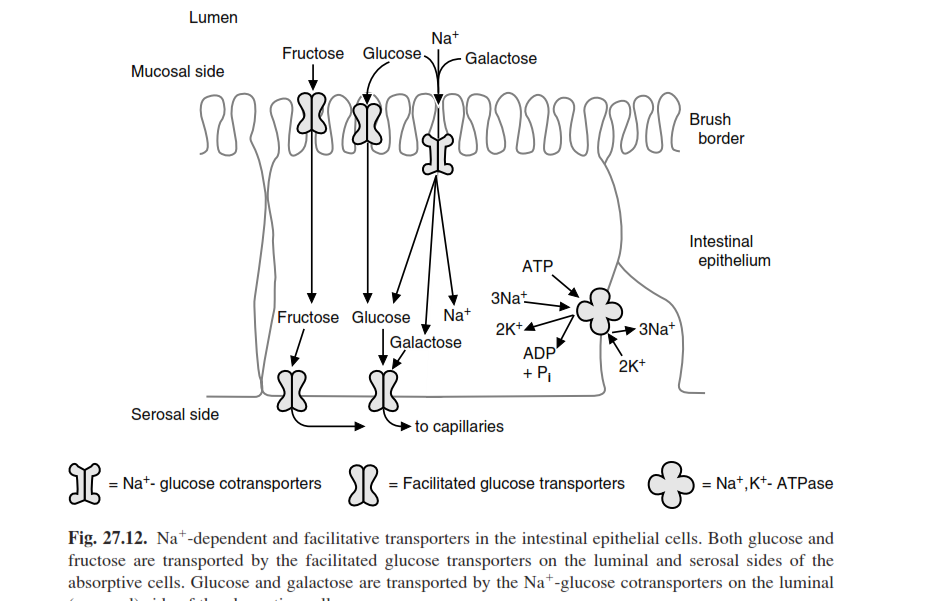 Lumen
Na⁺
Fructose Glucose Galactose
Mucosal side
Brush
border
Intestinal
epithelium
ATP
3Na⁺
2K⁺
ADP
+ Pᵢ
3Na⁺
2K⁺
Fructose Glucose Na⁺
Galactose
Serosal side
to capillaries
= Na⁺- glucose cotransporters
= Facilitated glucose transporters
= Na⁺,K⁺- ATPase
Fig. 27.12. Na⁺-dependent and facilitative transporters in the intestinal epithelial cells. Both glucose and
fructose are transported by the facilitated glucose transporters on the luminal and serosal sides of the
absorptive cells. Glucose and galactose are transported by the Na⁺-glucose cotransporters on the luminal